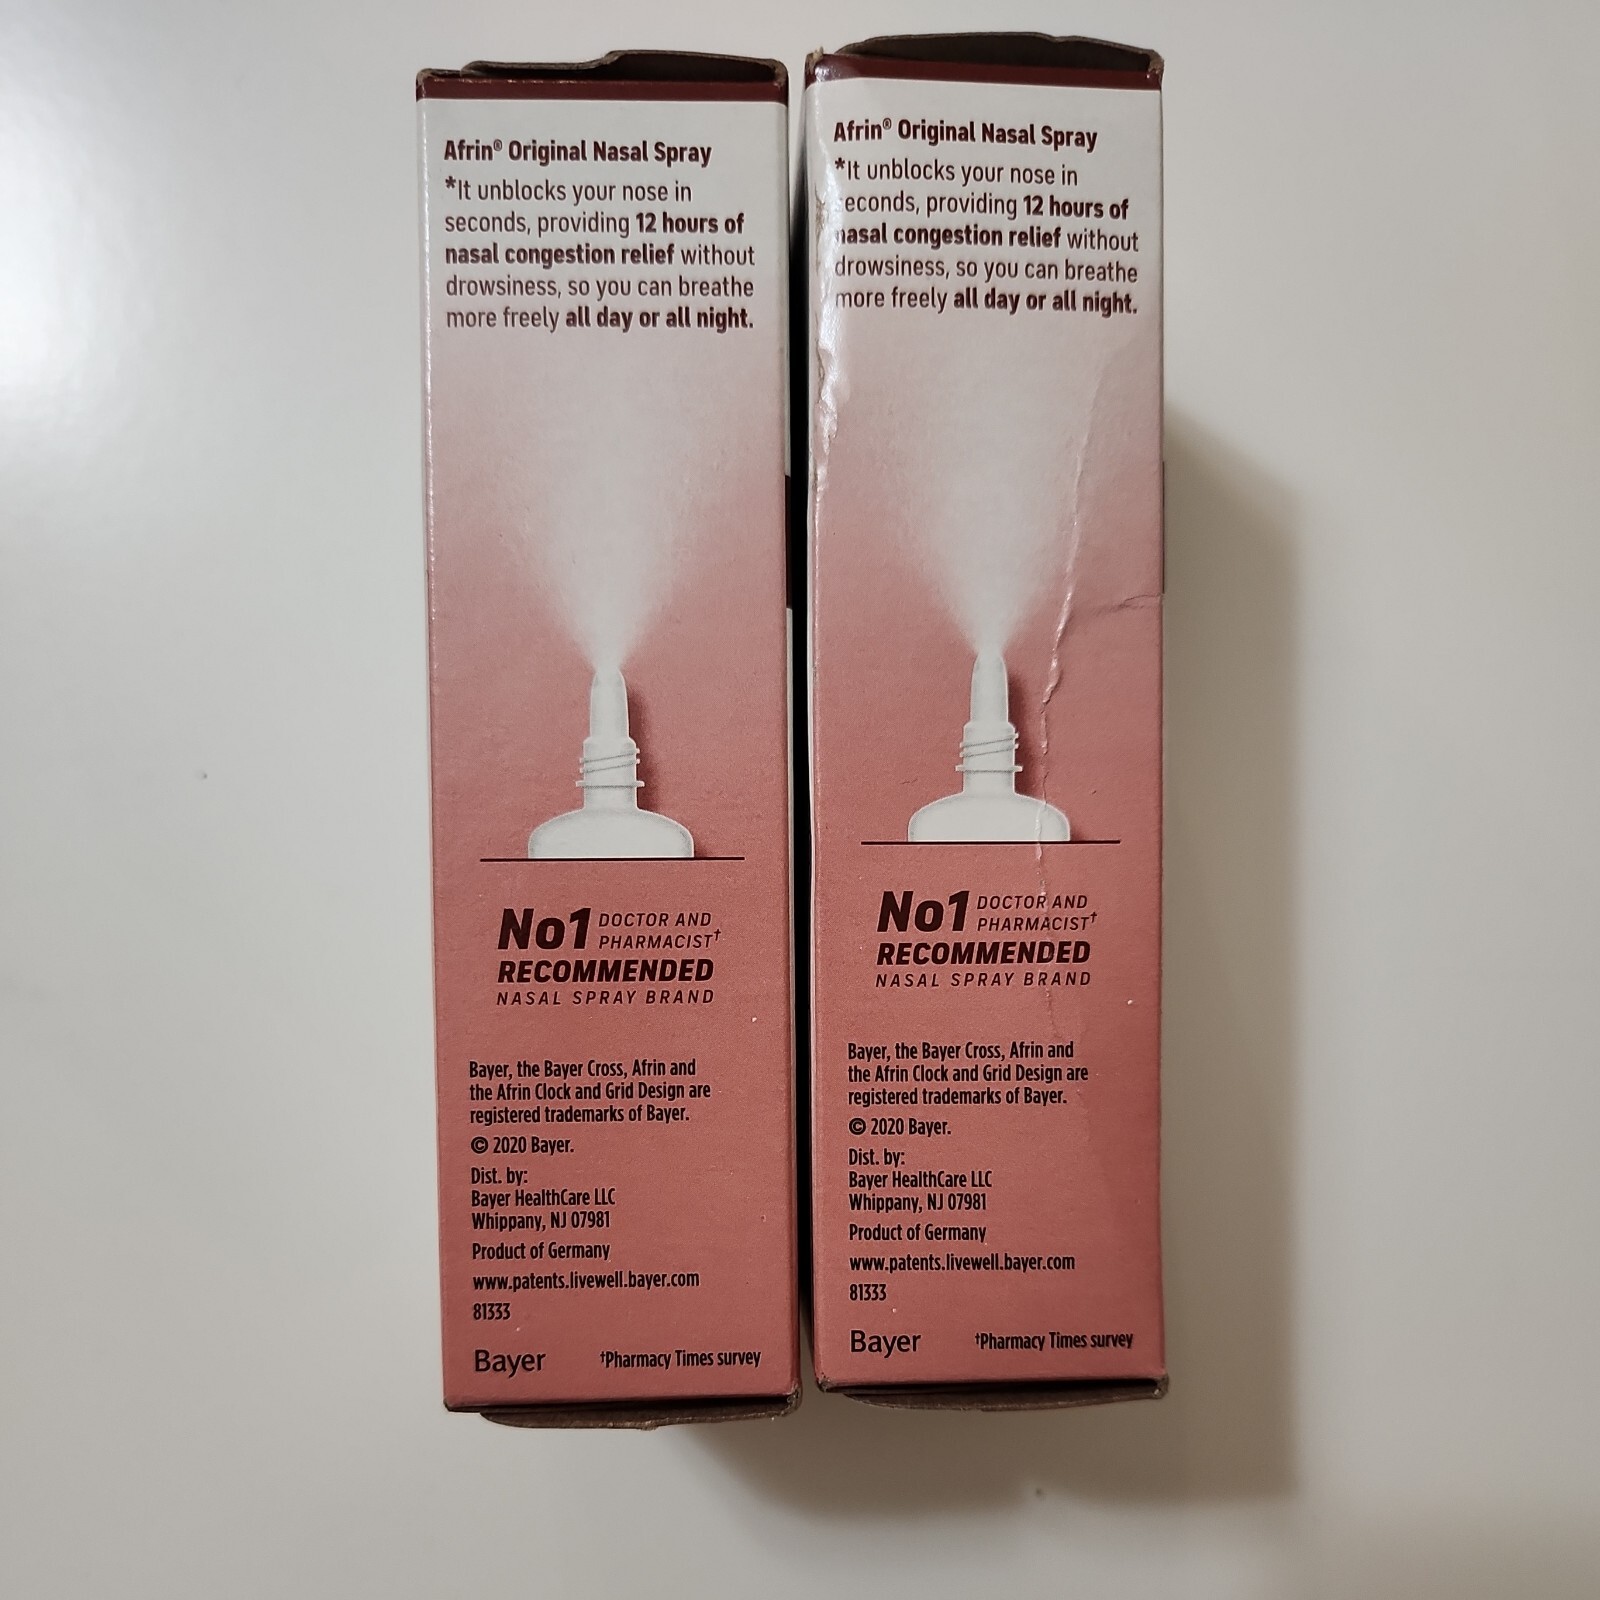 Afrin® Original Nasal Spray
*It unblocks your nose in
seconds, providing 12 hours of
nasal congestion relief without
drowsiness, so you can breathe
more freely all day or all night.
No1 DOCTOR AND
PHARMACIST†
RECOMMENDED
NASAL SPRAY BRAND
Bayer, the Bayer Cross, Afrin and
the Afrin Clock and Grid Design are
registered trademarks of Bayer.
© 2020 Bayer.
Dist. by:
Bayer HealthCare LLC
Whippany, NJ 07981
Product of Germany
www.patents.livewell.bayer.com
81333
Bayer †Pharmacy Times survey
Afrin® Original Nasal Spray
*It unblocks your nose in
seconds, providing 12 hours of
nasal congestion relief without
drowsiness, so you can breathe
more freely all day or all night.
No1 DOCTOR AND
PHARMACIST†
RECOMMENDED
NASAL SPRAY BRAND
Bayer, the Bayer Cross, Afrin and
the Afrin Clock and Grid Design are
registered trademarks of Bayer.
© 2020 Bayer.
Dist. by:
Bayer HealthCare LLC
Whippany, NJ 07981
Product of Germany
www.patents.livewell.bayer.com
81333
Bayer †Pharmacy Times survey